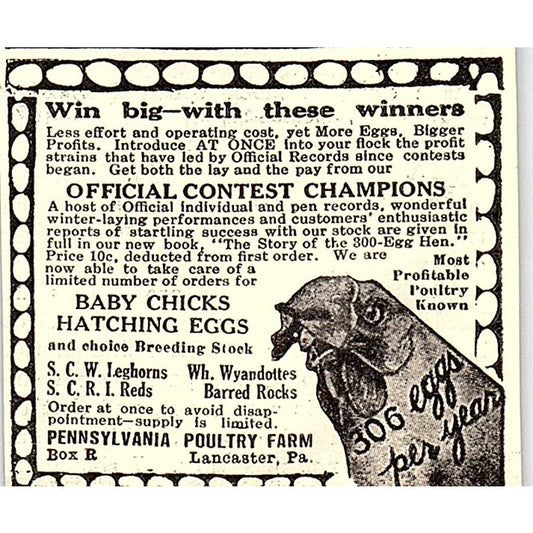 Win big—with these winners
Less effort and operating cost, yet More Eggs, Bigger
Profits. Introduce AT ONCE into your flock the profit
strains that have led by Official Records since contests
began. Get both the lay and the pay from our
OFFICIAL CONTEST CHAMPIONS
A host of Official individual and pen records, wonderful
winter-laying performances and customers' enthusiastic
reports of startling success with our stock are given in
full in our new book, "The Story of the 300-Egg Hen."
Price 10c, deducted from first order. We are
now able to take care of a
limited number of orders for
Most
Profitable
Poultry
Known
BABY CHICKS
HATCHING EGGS
and choice Breeding Stock
S. C. W. Leghorns Wh. Wyandottes
S. C. R. I. Reds Barred Rocks
Order at once to avoid disap-
pointment—supply is limited.
PENNSYLVANIA POULTRY FARM
Box R Lancaster, Pa.
306 eggs
per year